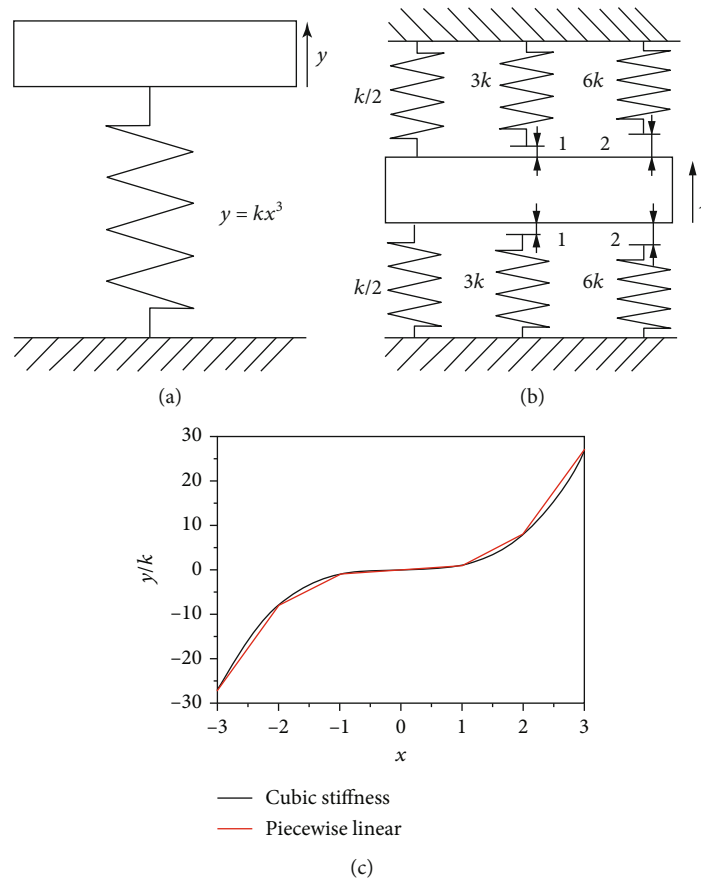 y
y = kx³
(a)
k/2
3k
6k
1
2
k/2
3k
6k
1
2
(b)
30
20
10
0
–10
–20
–30
y/k
–3
–2
–1
0
1
2
3
x
Cubic stiffness
Piecewise linear
(c)